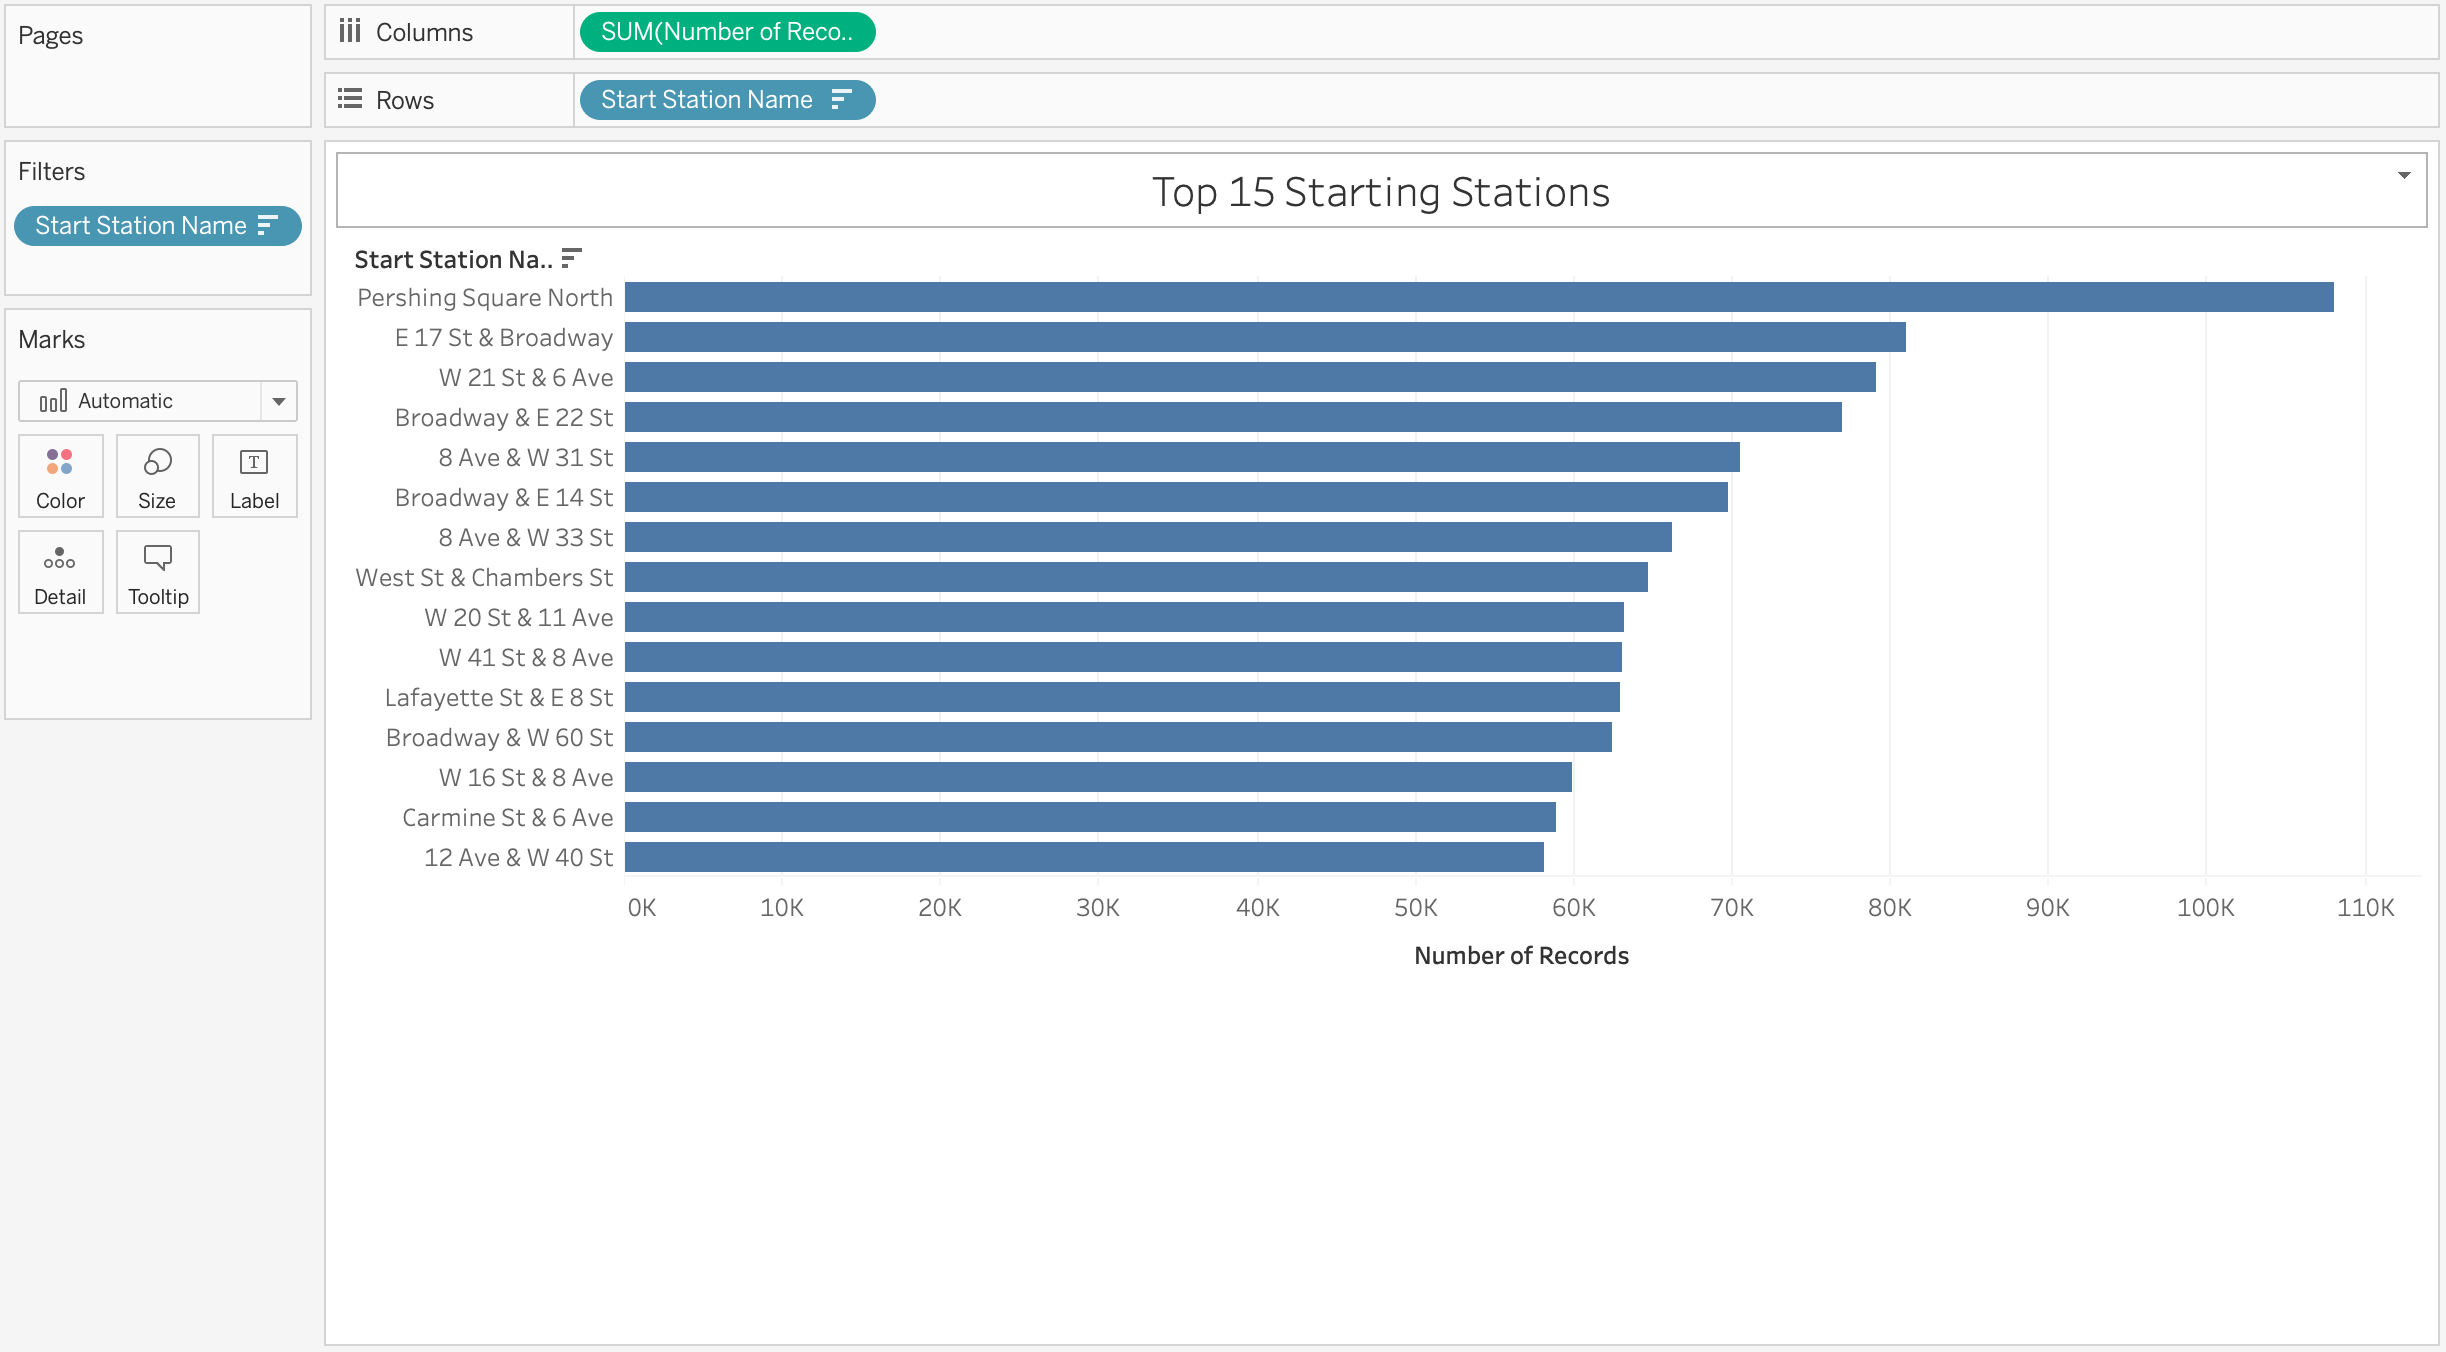 Pages
Columns
SUM(Number of Reco..
Rows
Start Station Name
Filters
Start Station Name
Marks
Automatic
Color
Size
T
Label
Detail
Tooltip
Top 15 Starting Stations
Start Station Na..
Pershing Square North
E 17 St & Broadway
W 21 St & 6 Ave
Broadway & E 22 St
8 Ave & W 31 St
Broadway & E 14 St
8 Ave & W 33 St
West St & Chambers St
W 20 St & 11 Ave
W 41 St & 8 Ave
Lafayette St & E 8 St
Broadway & W 60 St
W 16 St & 8 Ave
Carmine St & 6 Ave
12 Ave & W 40 St
0K 10K 20K 30K 40K 50K 60K 70K 80K 90K 100K 110K
Number of Records